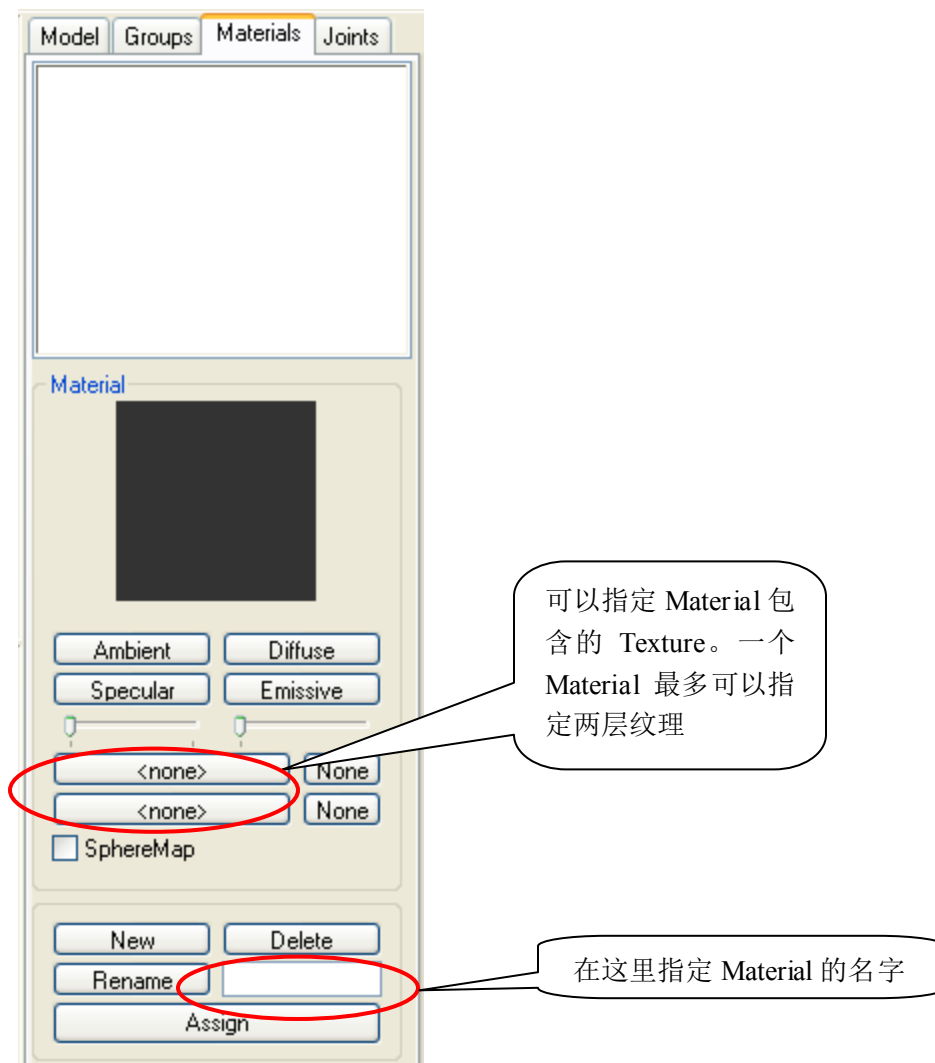 Model Groups Materials Joints
Material
可以指定 Material 包
含的 Texture。一个
Material 最多可以指
定两层纹理
Ambient Diffuse
Specular Emissive
<none> None
<none> None
SphereMap
New Delete
Rename
在这里指定 Material 的名字
Assign